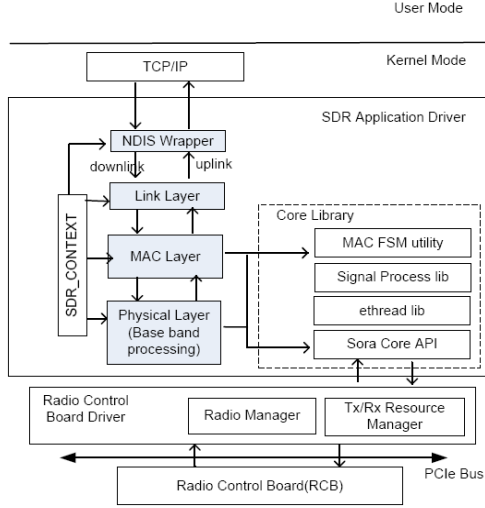 User Mode
Kernel Mode
TCP/IP
SDR Application Driver
NDIS Wrapper
downlink
uplink
Link Layer
SDR_CONTEXT
Core Library
MAC Layer
MAC FSM utility
Signal Process lib
Physical Layer
(Base band
processing)
ethread lib
Sora Core API
Radio Control
Board Driver
Radio Manager
Tx/Rx Resource
Manager
PCIe Bus
Radio Control Board(RCB)